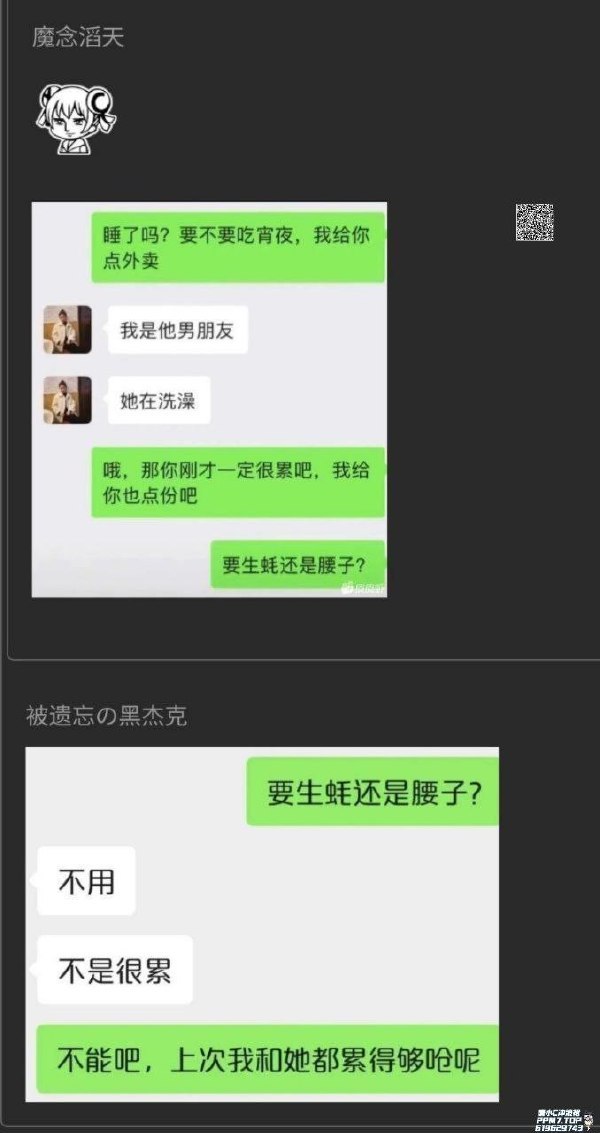 魔念滔天
睡了吗？要不要吃宵夜，我给你
点外卖
我是他男朋友
她在洗澡
哦，那你刚才一定很累吧，我给
你也点份吧
要生蚝还是腰子？
被遗忘の黑杰克
要生蚝还是腰子？
不用
不是很累
不能吧，上次我和她都累得够呛呢
PPM7.TOP
619629743